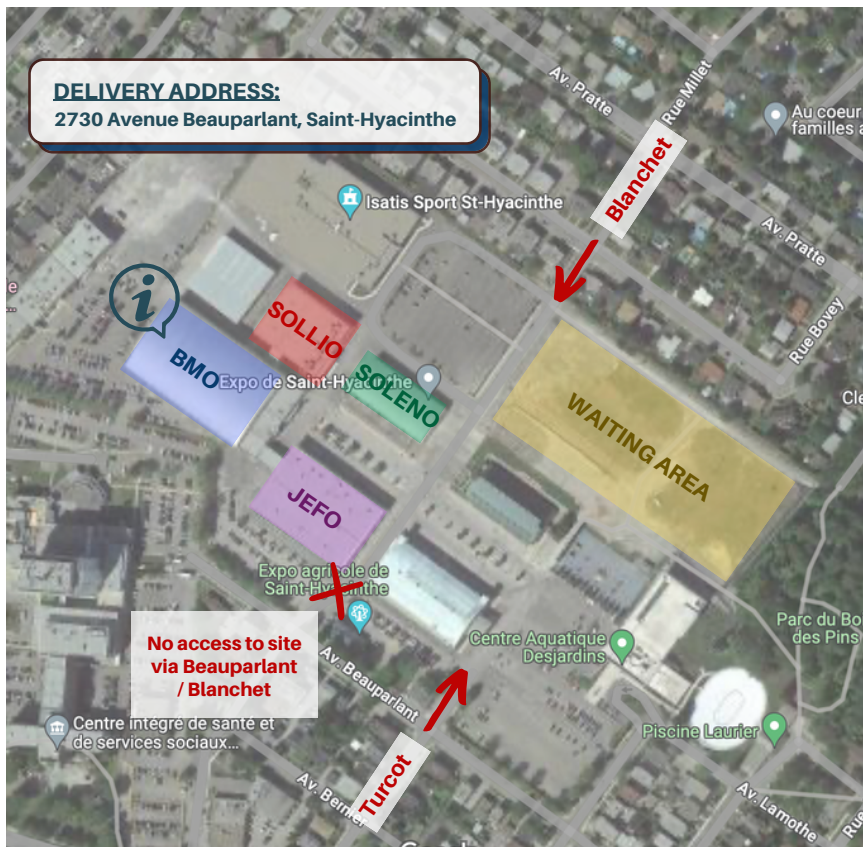 DELIVERY ADDRESS:
2730 Avenue Beauparlant, Saint-Hyacinthe
Av. Pratte
Rue Millet
Au coeur
familles a
Blanchet
Isatis Sport St-Hyacinthe
Av. Pratte
e
...
i
SOLLIO
Rue Bovey
BMO
Expo de Saint-Hyacinthe
SOLENO
Cle
WAITING AREA
JEFO
Expo agricole de
Saint-Hyacinthe
X
No access to site
via Beauparlant
/ Blanchet
Centre Aquatique
Desjardins
Parc du Bo
des Pins
Av. Beauparlant
Centre intégré de santé et
de services sociaux...
Piscine Laurier
Turcot
Av. Bernier
Av. Lamothe
Rue